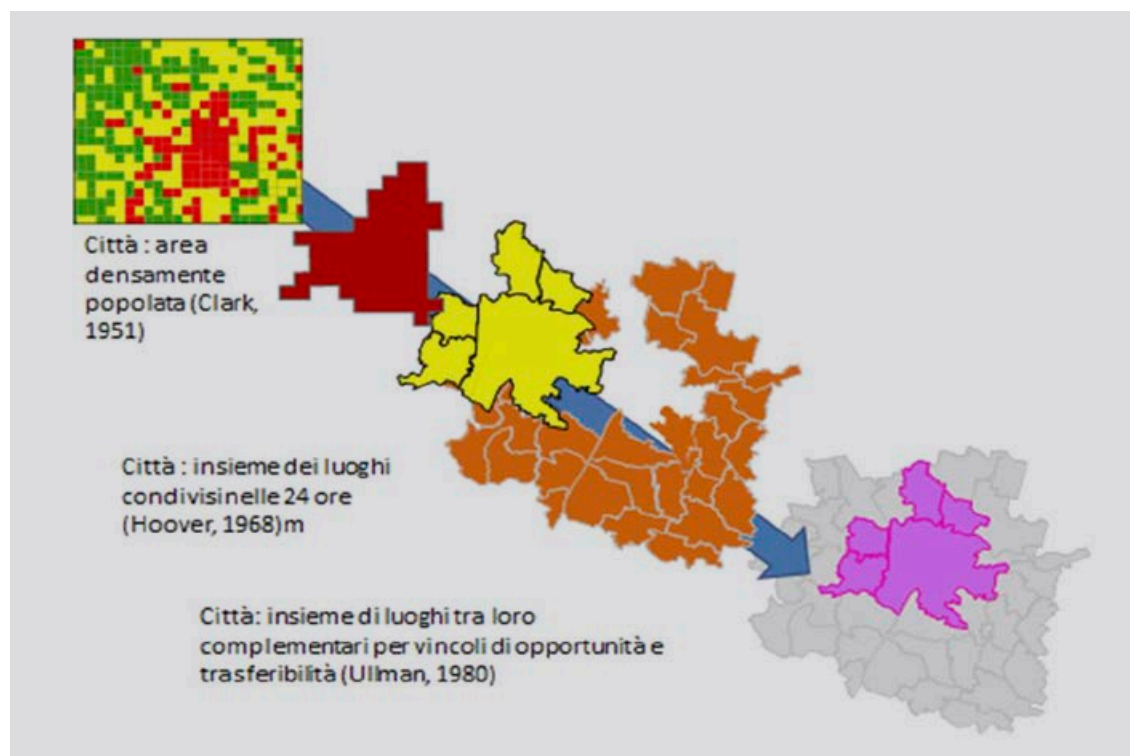 Città : area
densamente
popolata (Clark,
1951)
Città : insieme dei luoghi
condivisinelle 24 ore
(Hoover, 1968)m
Città: insieme di luoghi tra loro
complementari per vincoli di opportunità e
trasferibilità (Ullman, 1980)